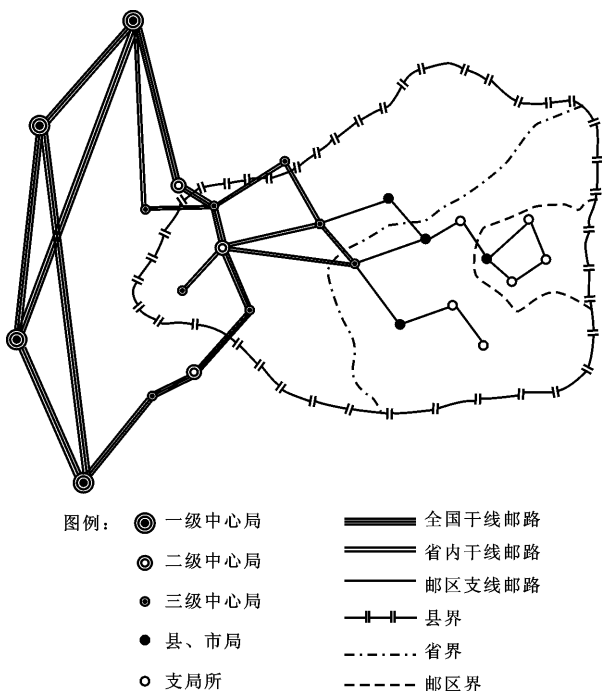 图例： 一级中心局 全国干线邮路
二级中心局 省内干线邮路
三级中心局 邮区支线邮路
县、市局 县界
支局所 省界
邮区界